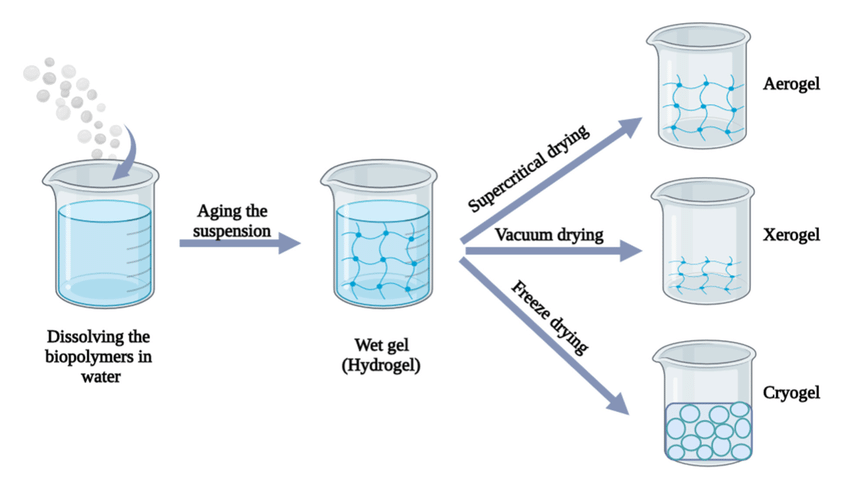 Dissolving the
biopolymers in
water
Aging the
suspension
Wet gel
(Hydrogel)
Supercritical drying
Vacuum drying
Freeze drying
Aerogel
Xerogel
Cryogel